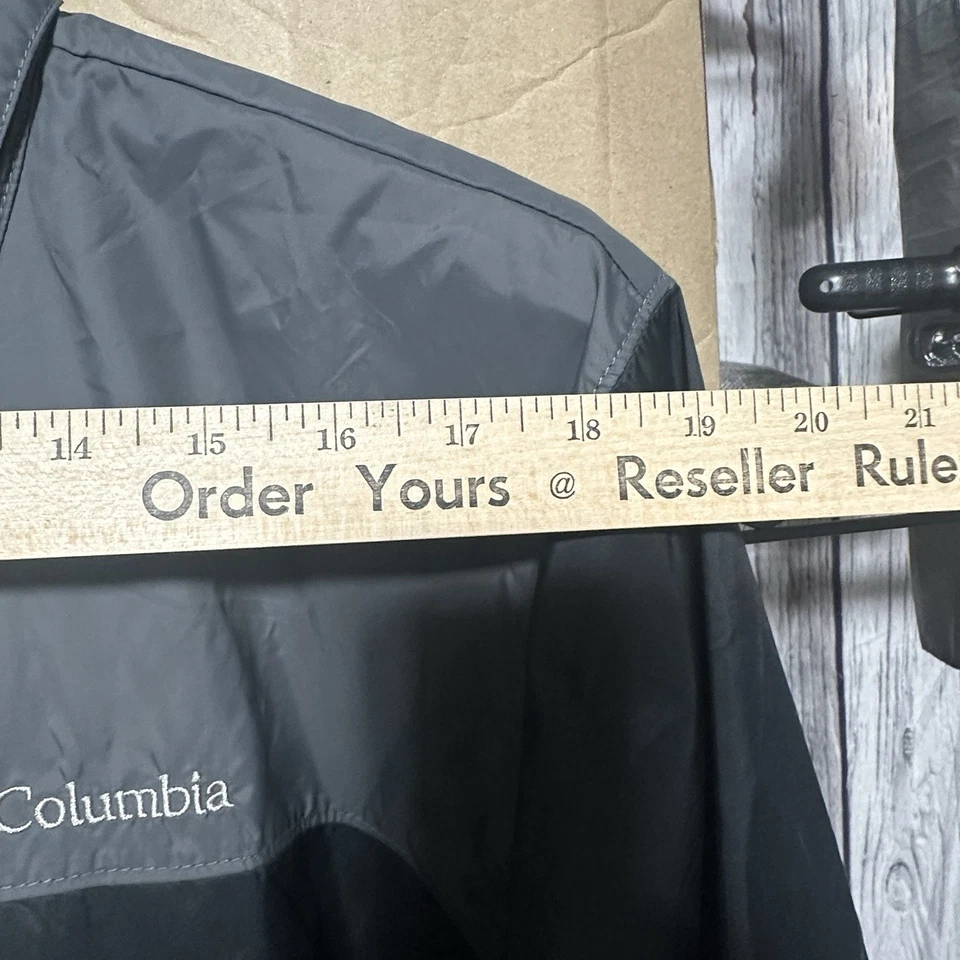 14 15 16 17 18 19 20 21
Order Yours @ Reseller Rule
Columbia